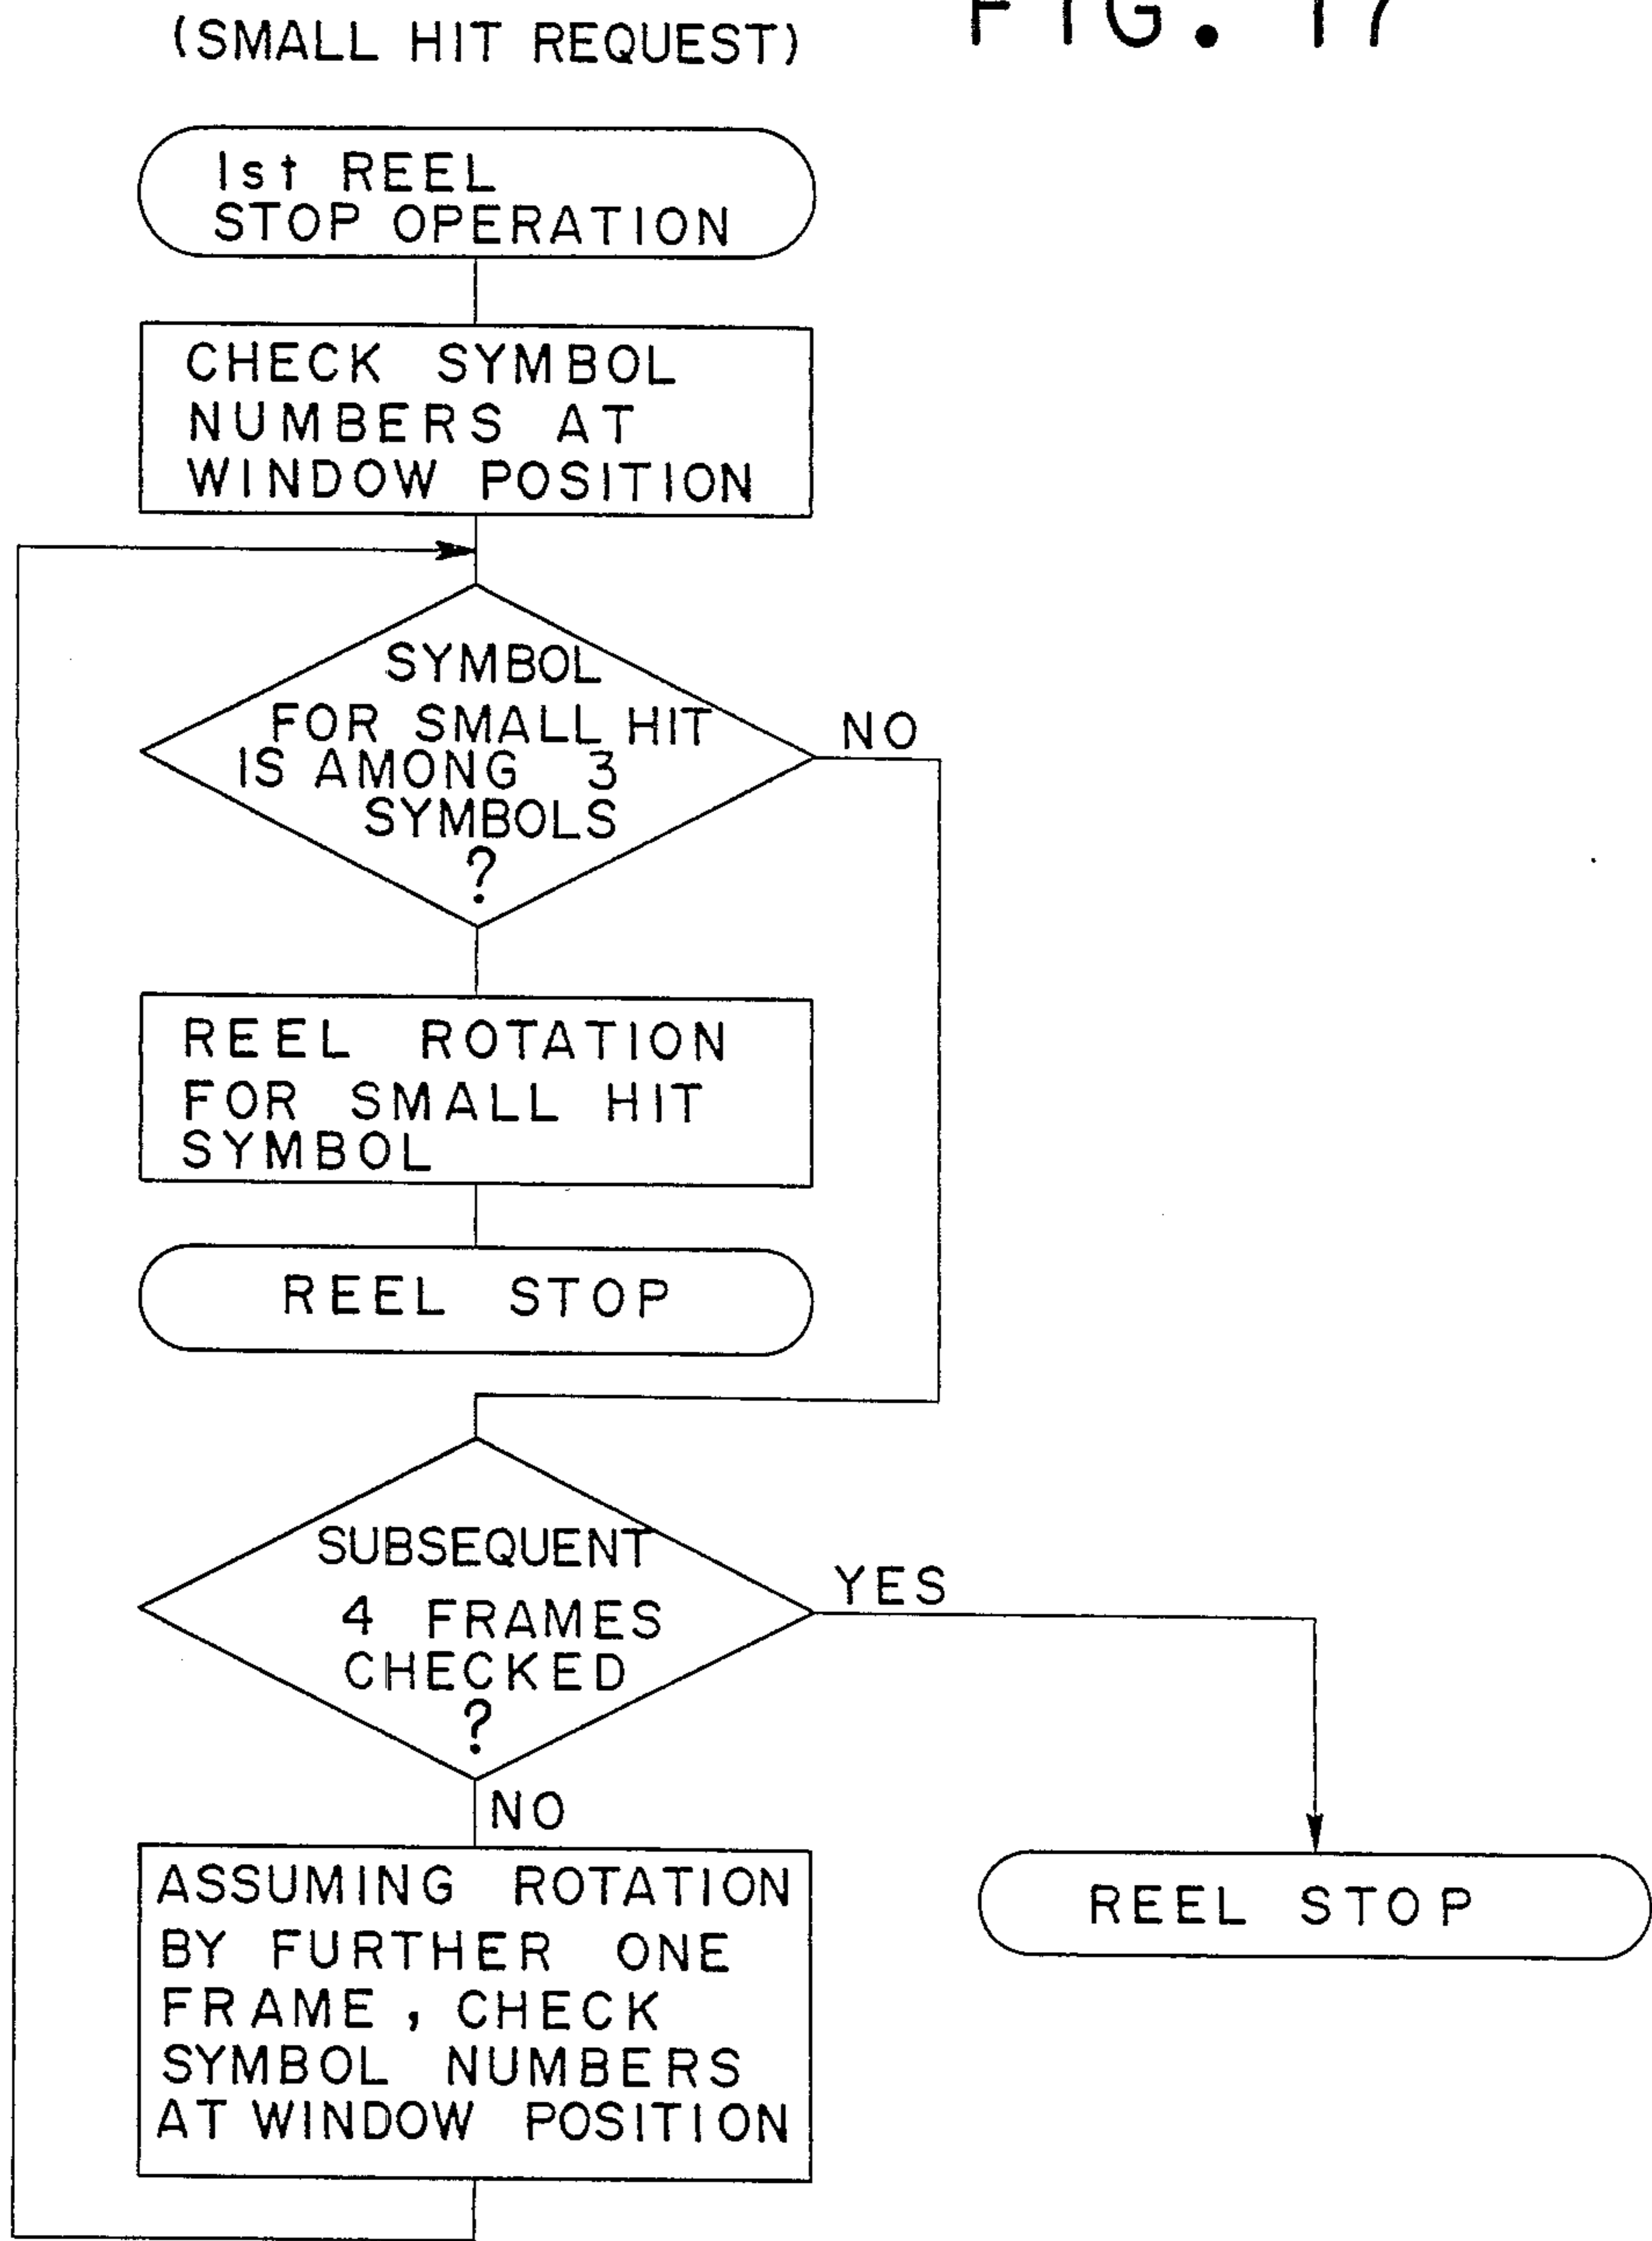 (SMALL HIT REQUEST)
FIG. 17
1st REEL
STOP OPERATION
CHECK SYMBOL
NUMBERS AT
WINDOW POSITION
SYMBOL
FOR SMALL HIT
IS AMONG 3
SYMBOLS
?
NO
REEL ROTATION
FOR SMALL HIT
SYMBOL
REEL STOP
SUBSEQUENT
4 FRAMES
CHECKED
?
YES
NO
ASSUMING ROTATION
BY FURTHER ONE
FRAME, CHECK
SYMBOL NUMBERS
AT WINDOW POSITION
REEL STOP